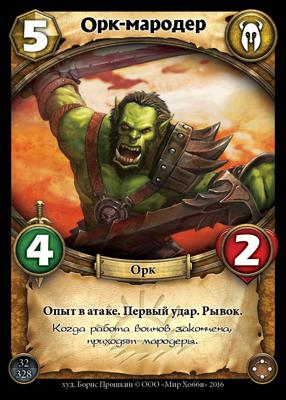 5
Орк-мародер
4
2
Орк
Опыт в атаке. Первый удар. Рывок.
Когда работа воинов закончена,
приходят мародеры.
32
328
худ. Борис Прошкин © ООО «Мир Хобби» 2016